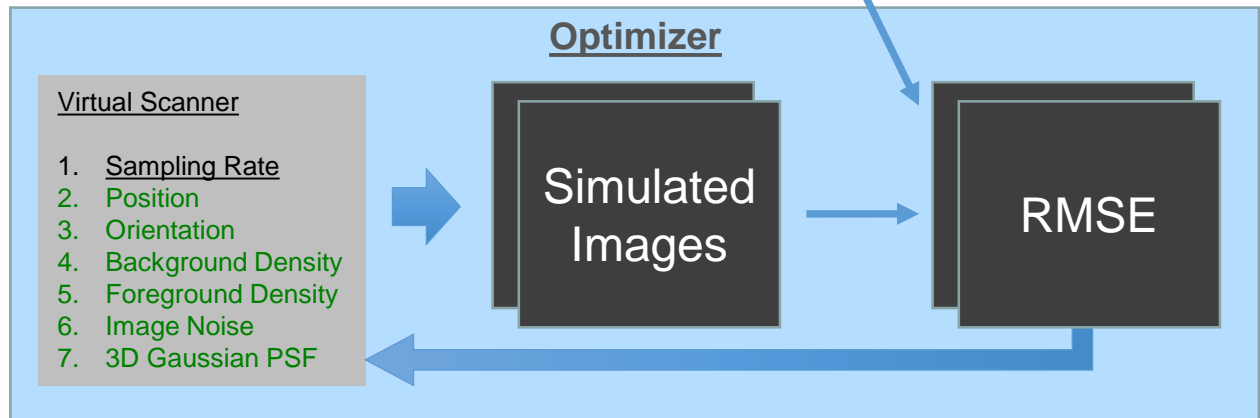 Optimizer
Virtual Scanner
1. Sampling Rate
2. Position
3. Orientation
4. Background Density
5. Foreground Density
6. Image Noise
7. 3D Gaussian PSF
Simulated
Images
RMSE